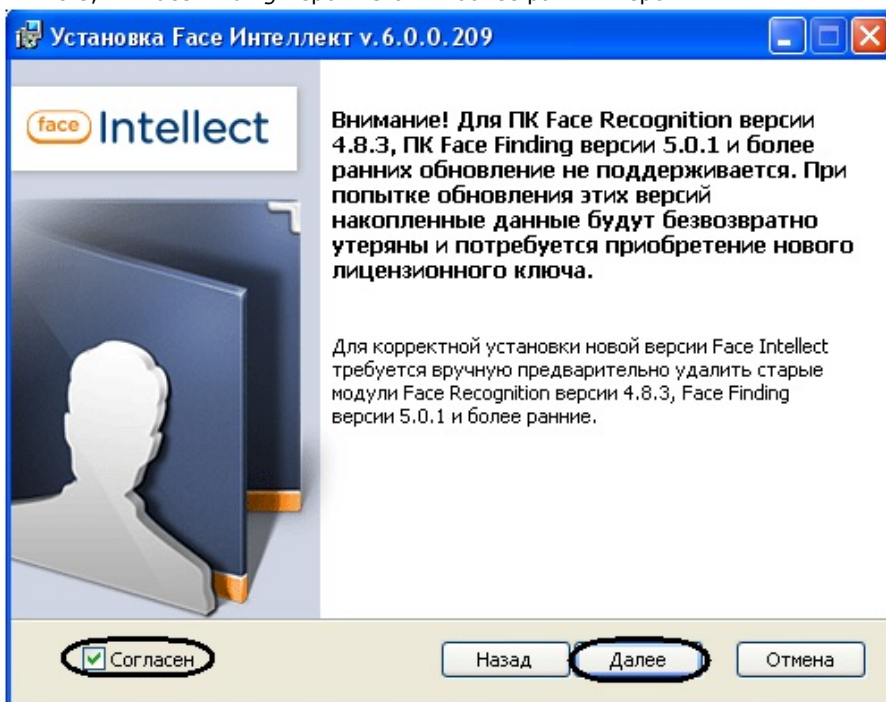 Установка Face Интеллект v.6.0.0.209
face Intellect
Внимание! Для ПК Face Recognition версии
4.8.3, ПК Face Finding версии 5.0.1 и более
ранних обновление не поддерживается. При
попытке обновления этих версий
накопленные данные будут безвозвратно
утеряны и потребуется приобретение нового
лицензионного ключа.
Для корректной установки новой версии Face Intellect
требуется вручную предварительно удалить старые
модули Face Recognition версии 4.8.3, Face Finding
версии 5.0.1 и более ранние.
Согласен
Назад
Далее
Отмена